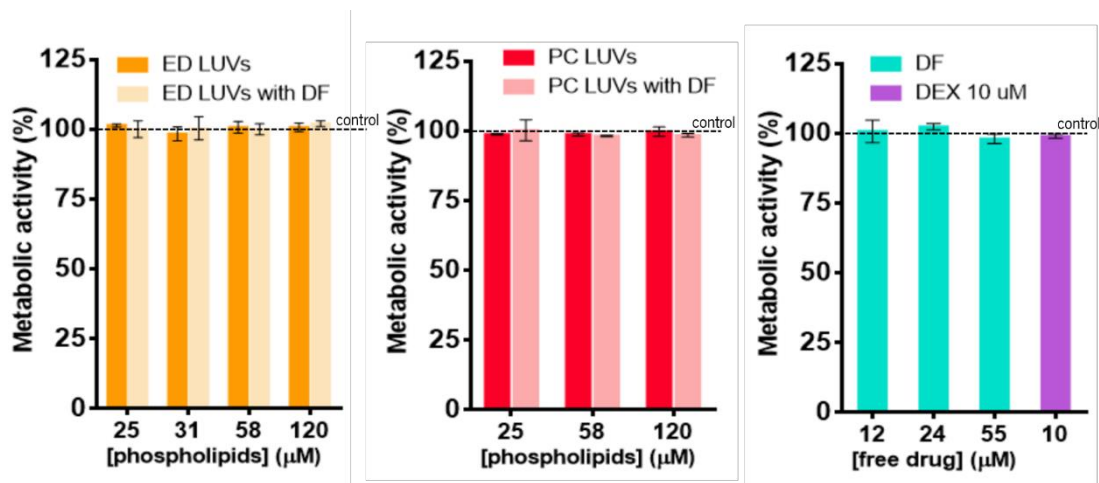 125
100
75
50
25
0
Metabolic activity (%)
ED LUVs
ED LUVs with DF
control
25 31 58 120
[phospholipids] (μM)
125
100
75
50
25
0
Metabolic activity (%)
PC LUVs
PC LUVs with DF
control
25 58 120
[phospholipids] (μM)
125
100
75
50
25
0
Metabolic activity (%)
DF
DEX 10 uM
control
12 24 55 10
[free drug] (μM)